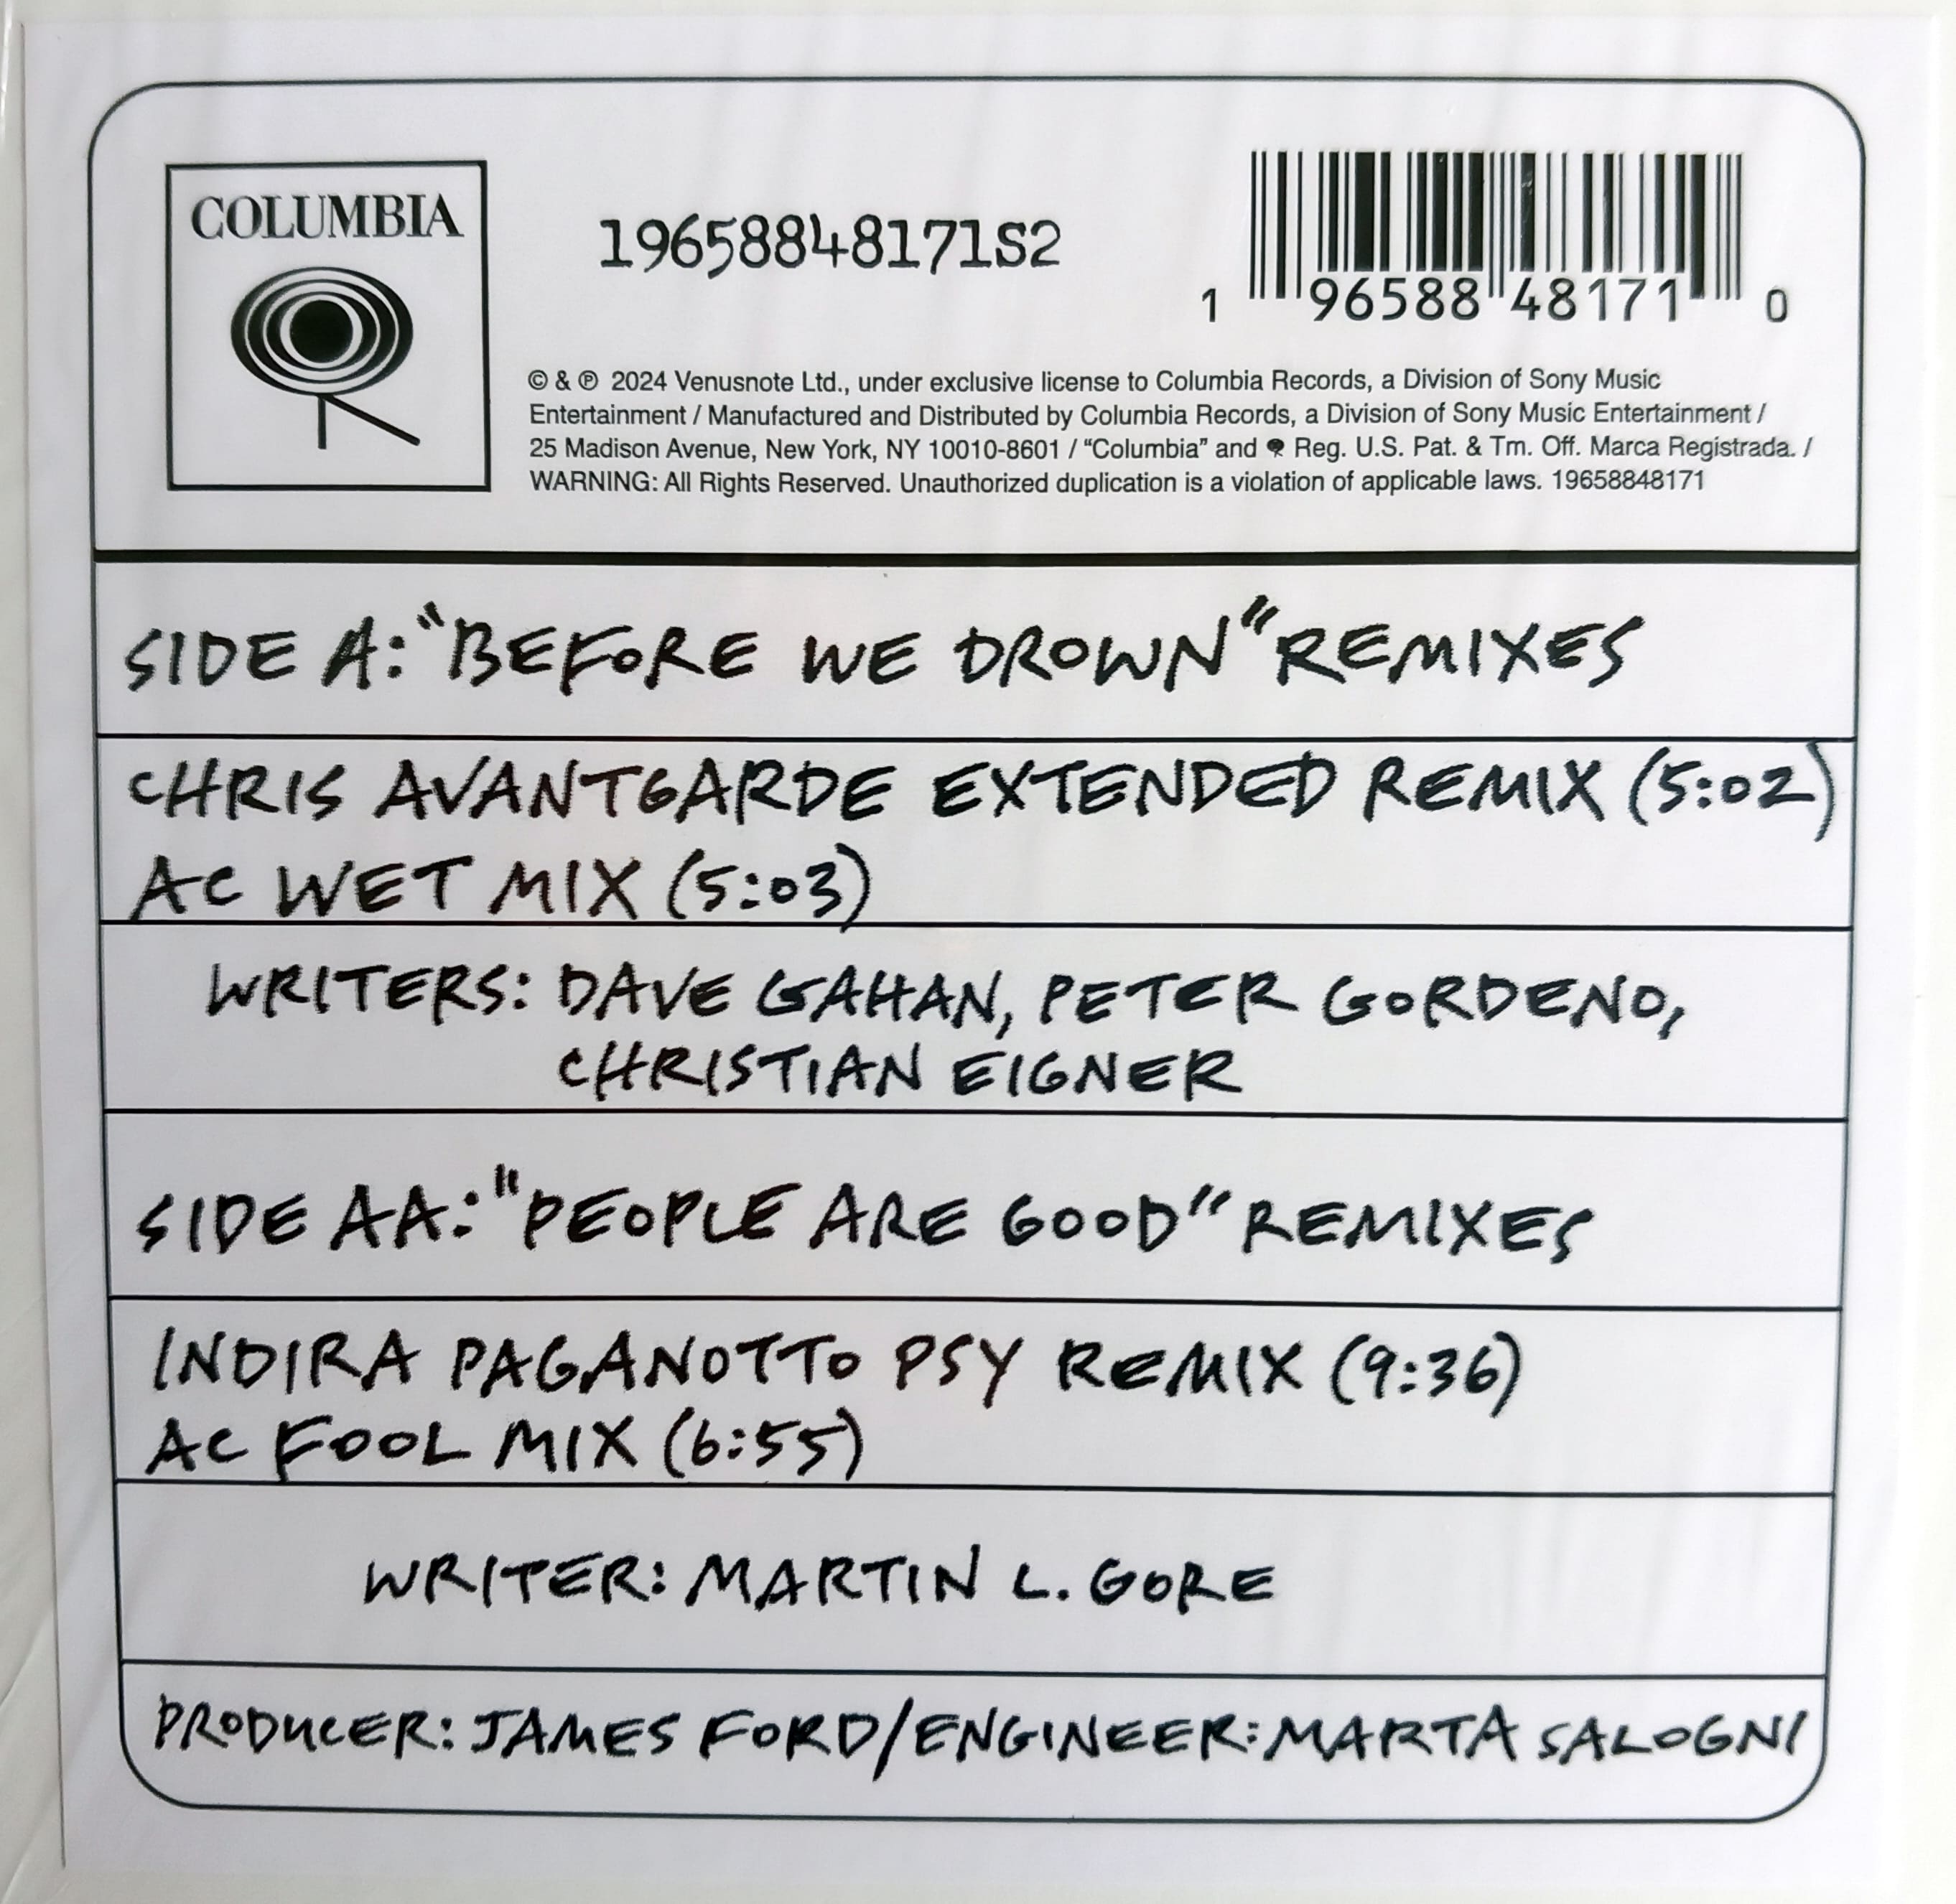 COLUMBIA
19658848171S2
1 96588 48171 0
© & ℗ 2024 Venusnote Ltd., under exclusive license to Columbia Records, a Division of Sony Music
Entertainment / Manufactured and Distributed by Columbia Records, a Division of Sony Music Entertainment /
25 Madison Avenue, New York, NY 10010-8601 / “Columbia” and Reg. U.S. Pat. & Tm. Off. Marca Registrada. /
WARNING: All Rights Reserved. Unauthorized duplication is a violation of applicable laws. 19658848171
SIDE A: "BEFORE WE DROWN" REMIXES
CHRIS AVANTGARDE EXTENDED REMIX (5:02)
AC WET MIX (5:03)
WRITERS: DAVE GAHAN, PETER GORDENO,
CHRISTIAN EIGNER
SIDE AA: "PEOPLE ARE GOOD" REMIXES
INDIRA PAGANOTTO PSY REMIX (9:36)
AC FOOL MIX (6:55)
WRITER: MARTIN L. GORE
PRODUCER: JAMES FORD/ENGINEER: MARTA SALOGNI